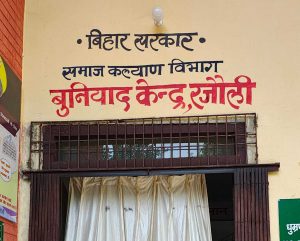 • बिहार सरकार •
समाज कल्याण विभाग
बुनियाद केन्द्र, रजौली